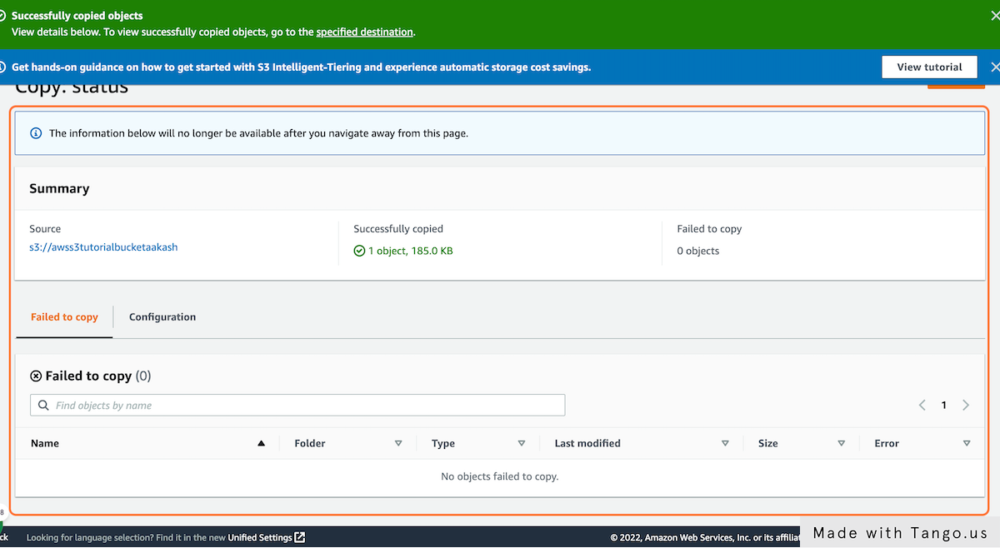 Successfully copied objects
View details below. To view successfully copied objects, go to the specified destination.
Get hands-on guidance on how to get started with S3 Intelligent-Tiering and experience automatic storage cost savings.
View tutorial
Copy: status
The information below will no longer be available after you navigate away from this page.
Summary
Source
Successfully copied
Failed to copy
s3://awss3tutorialbucketaakash
1 object, 185.0 KB
0 objects
Failed to copy
Configuration
Failed to copy (0)
Find objects by name
1
Name Folder Type Last modified Size Error
No objects failed to copy.
8
ck
Looking for language selection? Find it in the new Unified Settings
© 2022, Amazon Web Services, Inc. or its affilia
Made with Tango.us